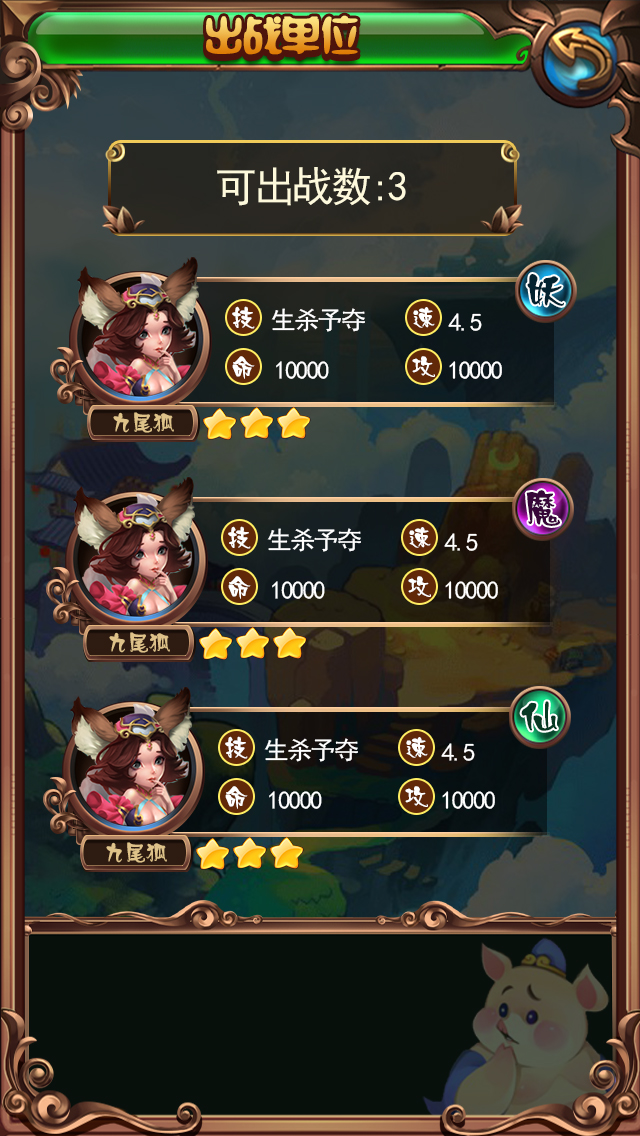 出战单位
可出战数:3
妖
技 生杀予夺 速 4.5
命 10000 攻 10000
九尾狐
魔
技 生杀予夺 速 4.5
命 10000 攻 10000
九尾狐
仙
技 生杀予夺 速 4.5
命 10000 攻 10000
九尾狐